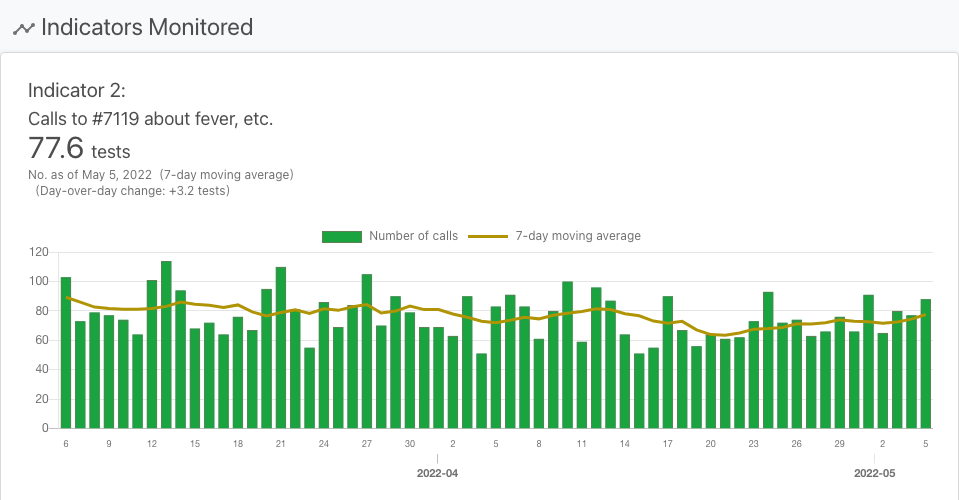 Indicators Monitored
Indicator 2:
Calls to #7119 about fever, etc.
77.6 tests
No. as of May 5, 2022 (7-day moving average)
(Day-over-day change: +3.2 tests)
Number of calls 7-day moving average
120
100
80
60
40
20
0
6 9 12 15 18 21 24 27 30 2 5 8 11 14 17 20 23 26 29 2 5
2022-04 2022-05